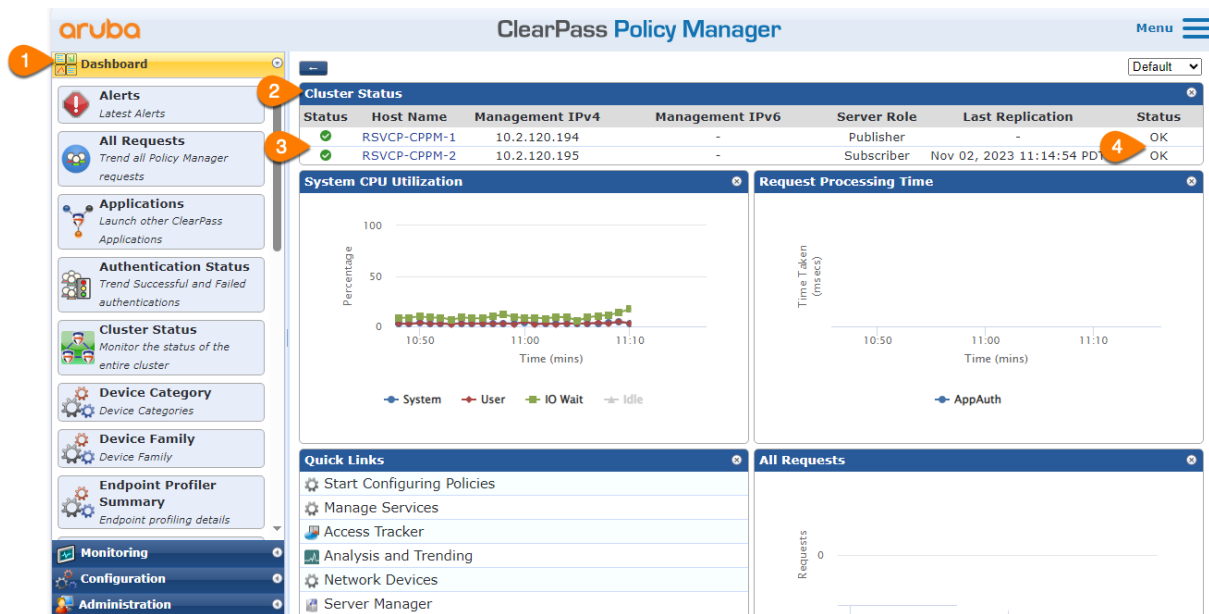 aruba
ClearPass Policy Manager
Menu
1
Dashboard
Default
Alerts
Latest Alerts
All Requests
Trend all Policy Manager
requests
Applications
Launch other ClearPass
Applications
Authentication Status
Trend Successful and Failed
authentications
Cluster Status
Monitor the status of the
entire cluster
Device Category
Device Categories
Device Family
Device Family
Endpoint Profiler
Summary
Endpoint profiling details
Monitoring
Configuration
Administration
2
Cluster Status
Status Host Name Management IPv4 Management IPv6 Server Role Last Replication Status
3
RSVCP-CPPM-1 10.2.120.194 - Publisher - OK
RSVCP-CPPM-2 10.2.120.195 - Subscriber Nov 02, 2023 11:14:54 PDT OK
4
System CPU Utilization
100
50
0
Percentage
10:50 11:00 11:10
Time (mins)
System User IO Wait Idle
Request Processing Time
Time Taken
(msecs)
10:50 11:00 11:10
Time (mins)
AppAuth
Quick Links
Start Configuring Policies
Manage Services
Access Tracker
Analysis and Trending
Network Devices
Server Manager
All Requests
Requests
0